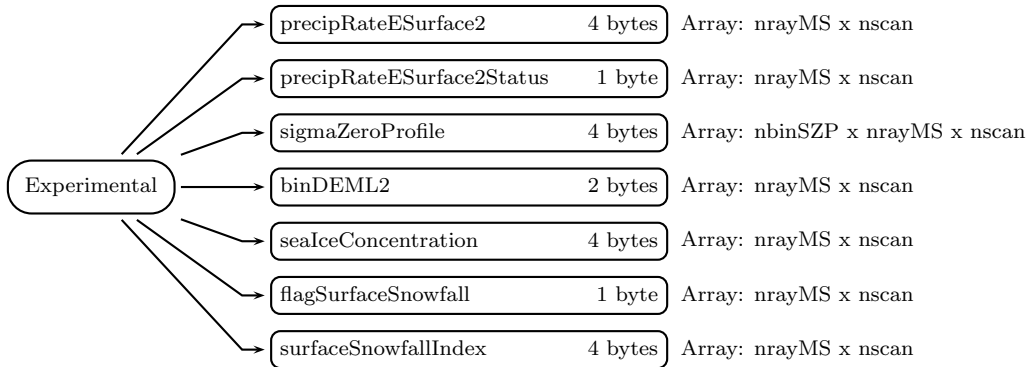 precipRateESurface2 4 bytes Array: nrayMS x nscan
precipRateESurface2Status 1 byte Array: nrayMS x nscan
sigmaZeroProfile 4 bytes Array: nbinSZP x nrayMS x nscan
Experimental
binDEML2 2 bytes Array: nrayMS x nscan
seaIceConcentration 4 bytes Array: nrayMS x nscan
flagSurfaceSnowfall 1 byte Array: nrayMS x nscan
surfaceSnowfallIndex 4 bytes Array: nrayMS x nscan